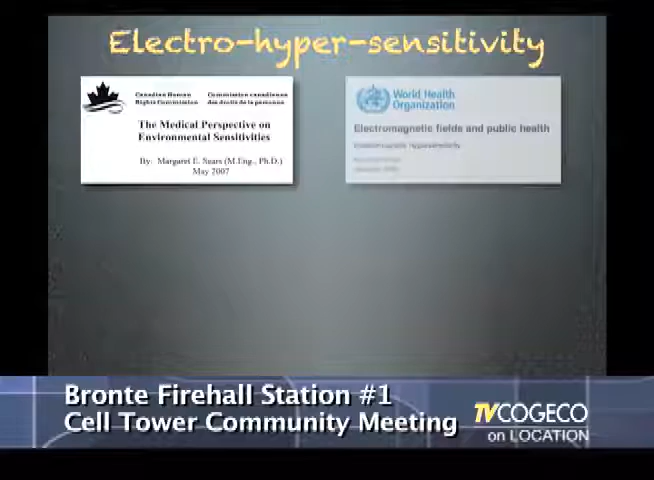 Electro-hyper-sensitivity
Canadian Human Commission canadienne
Rights Commission des droits de la personne
The Medical Perspective on
Environmental Sensitivities
By: Margaret E. Sears (M.Eng., Ph.D.)
May 2007
World Health
Organization
Electromagnetic fields and public health
Bronte Firehall Station #1
Cell Tower Community Meeting
TVCOGECO
on LOCATION